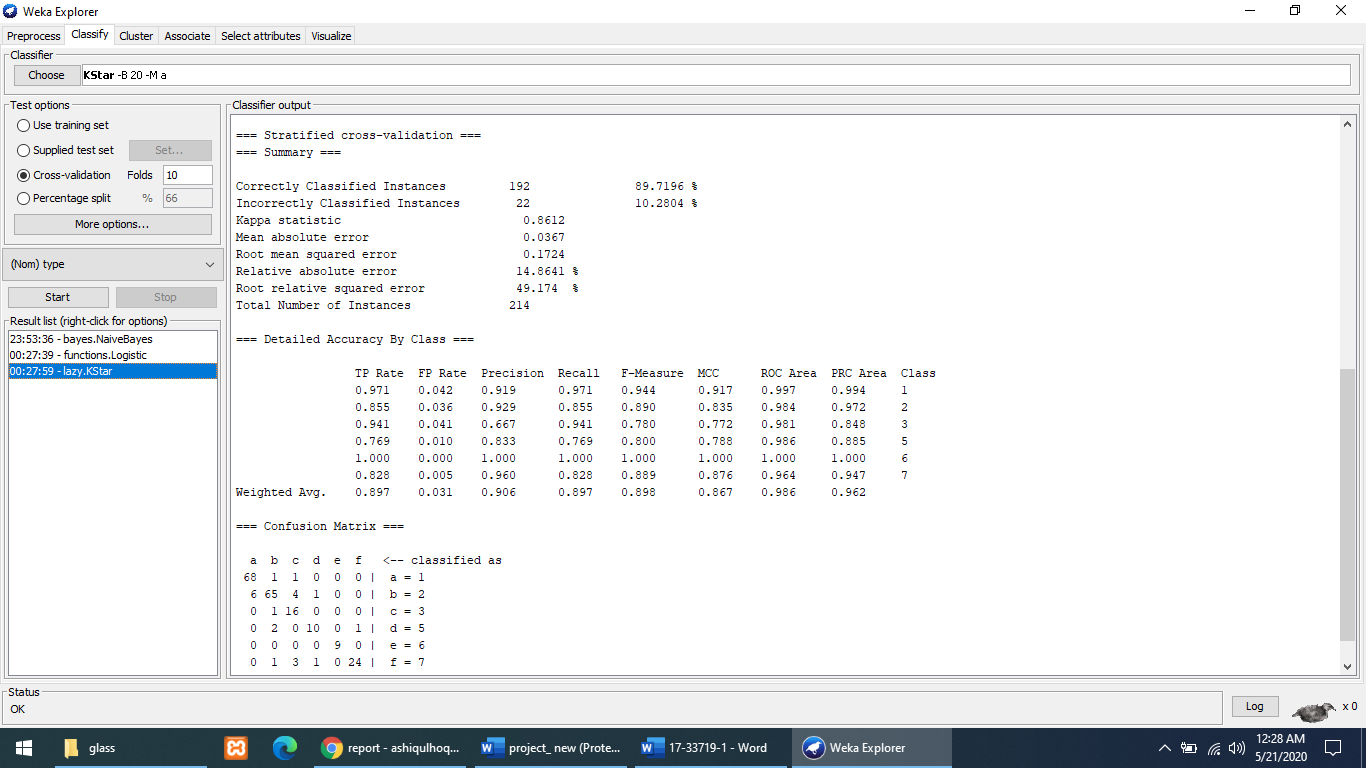 Weka Explorer
Preprocess Classify Cluster Associate Select attributes Visualize
Classifier
Choose KStar -B 20 -M a
Test options
Use training set
Supplied test set Set...
Cross-validation Folds 10
Percentage split % 66
More options...
(Nom) type
Start Stop
Result list (right-click for options)
23:53:36 - bayes.NaiveBayes
00:27:39 - functions.Logistic
00:27:59 - lazy.KStar
Classifier output
=== Stratified cross-validation ===
=== Summary ===
Correctly Classified Instances 192 89.7196 %
Incorrectly Classified Instances 22 10.2804 %
Kappa statistic 0.8612
Mean absolute error 0.0367
Root mean squared error 0.1724
Relative absolute error 14.8641 %
Root relative squared error 49.174 %
Total Number of Instances 214
=== Detailed Accuracy By Class ===
TP Rate FP Rate Precision Recall F-Measure MCC ROC Area PRC Area Class
0.971 0.042 0.919 0.971 0.944 0.917 0.997 0.994 1
0.855 0.036 0.929 0.855 0.890 0.835 0.984 0.972 2
0.941 0.041 0.667 0.941 0.780 0.772 0.981 0.848 3
0.769 0.010 0.833 0.769 0.800 0.788 0.986 0.885 5
1.000 0.000 1.000 1.000 1.000 1.000 1.000 1.000 6
0.828 0.005 0.960 0.828 0.889 0.876 0.964 0.947 7
Weighted Avg. 0.897 0.031 0.906 0.897 0.898 0.867 0.986 0.962
=== Confusion Matrix ===
a b c d e f <-- classified as
68 1 1 0 0 0 | a = 1
6 65 4 1 0 0 | b = 2
0 1 16 0 0 0 | c = 3
0 2 0 10 0 1 | d = 5
0 0 0 0 9 0 | e = 6
0 1 3 1 0 24 | f = 7
Status
OK
Log x 0
glass
report - ashiqulhoq...
project_ new (Prote...
17-33719-1 - Word
Weka Explorer
12:28 AM
5/21/2020